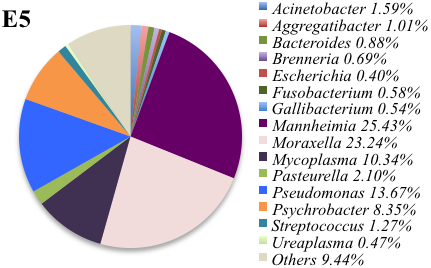 E5
Acinetobacter 1.59%
Aggregatibacter 1.01%
Bacteroides 0.88%
Brenneria 0.69%
Escherichia 0.40%
Fusobacterium 0.58%
Gallibacterium 0.54%
Mannheimia 25.43%
Moraxella 23.24%
Mycoplasma 10.34%
Pasteurella 2.10%
Pseudomonas 13.67%
Psychrobacter 8.35%
Streptococcus 1.27%
Ureaplasma 0.47%
Others 9.44%